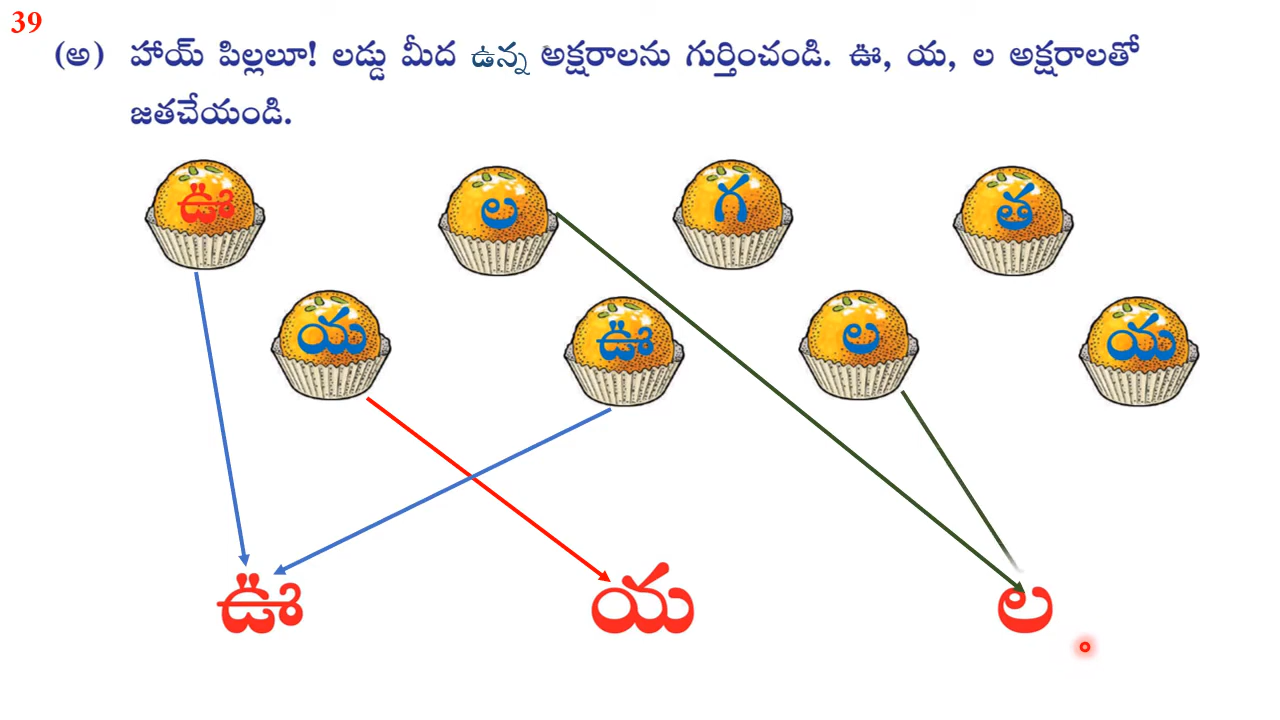 39
(అ) హాయ్ పిల్లలూ! లడ్డు మీద ఉన్న అక్షరాలను గుర్తించండి. ఊ, య, ల అక్షరాలతో
జతచేయండి.
ఊ ల గ త
య ఊ ల య
ఊ య ల